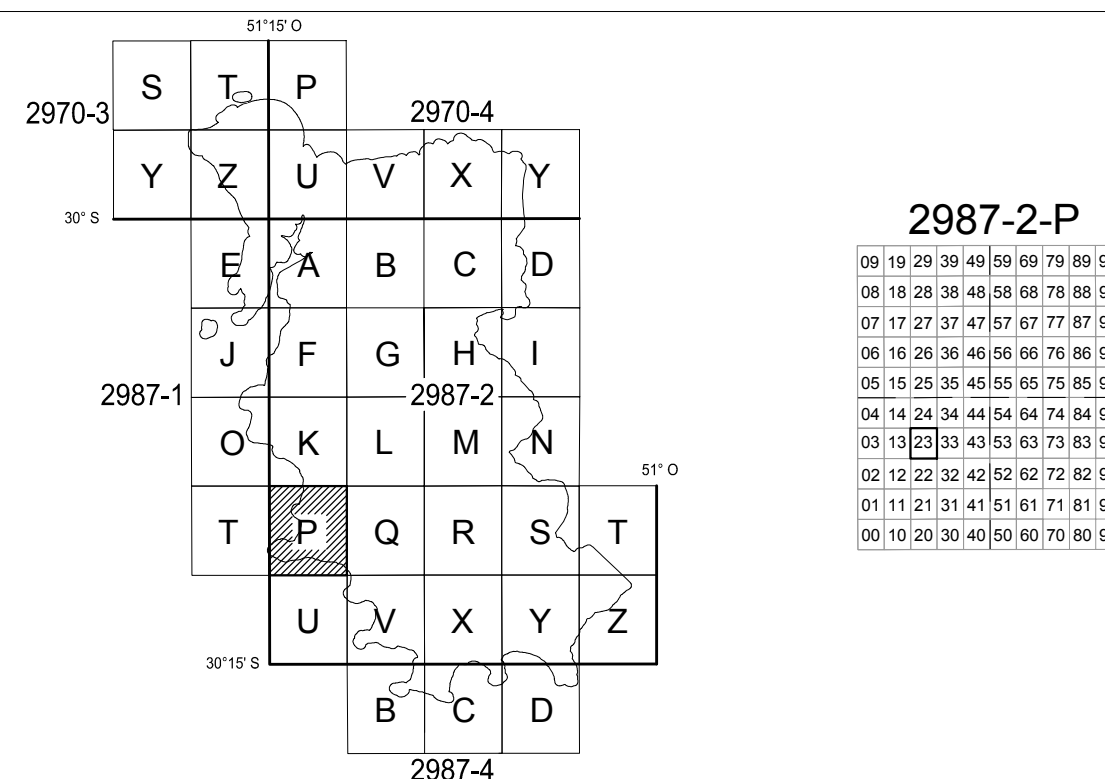 51°15' O
S T P
2970-3 2970-4
Y Z U V X Y
30° S
E A B C D
J F G H I
2987-1 2987-2
O K L M N
51° O
T P Q R S T
U V X Y Z
30°15' S
B C D
2987-4
2987-2-P
09 19 29 39 49 59 69 79 89
08 18 28 38 48 58 68 78 88
07 17 27 37 47 57 67 77 87
06 16 26 36 46 56 66 76 86
05 15 25 35 45 55 65 75 85
04 14 24 34 44 54 64 74 84
03 13 23 33 43 53 63 73 83
02 12 22 32 42 52 62 72 82
01 11 21 31 41 51 61 71 81
00 10 20 30 40 50 60 70 80